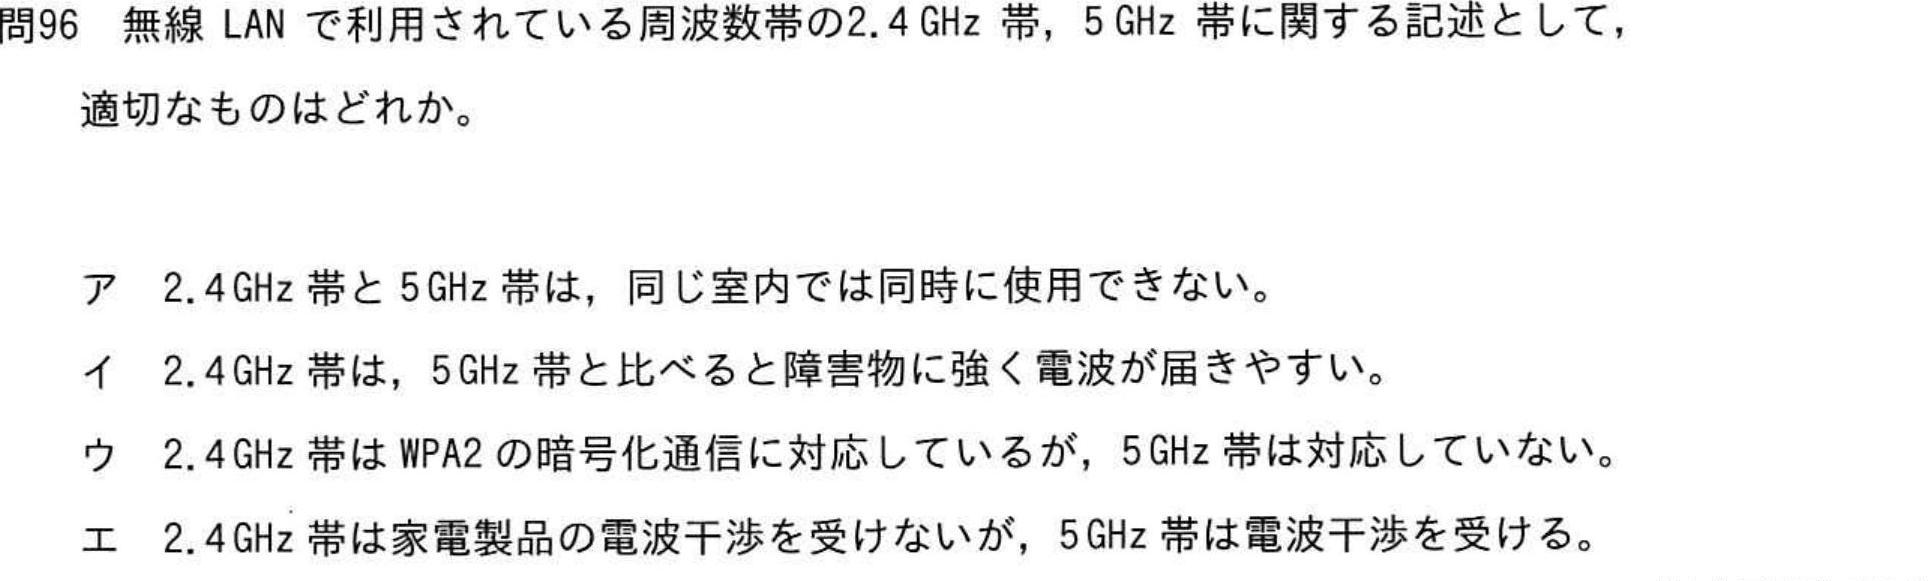 問96　無線 LAN で利用されている周波数帯の2.4GHz 帯，5GHz 帯に関する記述として，
適切なものはどれか。
ア　2.4GHz 帯と 5GHz 帯は，同じ室内では同時に使用できない。
イ　2.4GHz 帯は，5GHz 帯と比べると障害物に強く電波が届きやすい。
ウ　2.4GHz 帯は WPA2 の暗号化通信に対応しているが，5GHz 帯は対応していない。
エ　2.4GHz 帯は家電製品の電波干渉を受けないが，5GHz 帯は電波干渉を受ける。